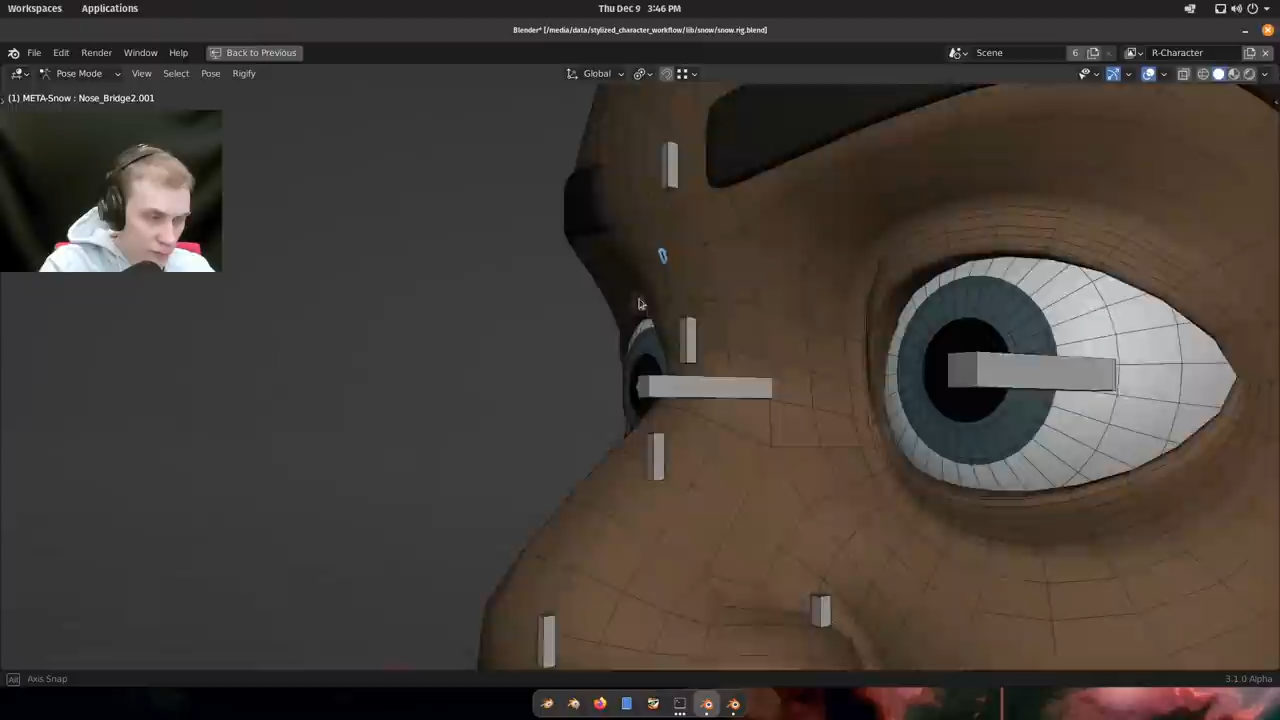 Workspaces Applications Thu Dec 9 3:46 PM
Blender* [/media/data/stylized_character_workflow/lib/snow/snow.rig.blend]
File Edit Render Window Help Back to Previous Scene 6 R-Character
Pose Mode View Select Pose Rigify Global
(1) META-Snow : Nose_Bridge2.001
Alt Axis Snap 3.1.0 Alpha